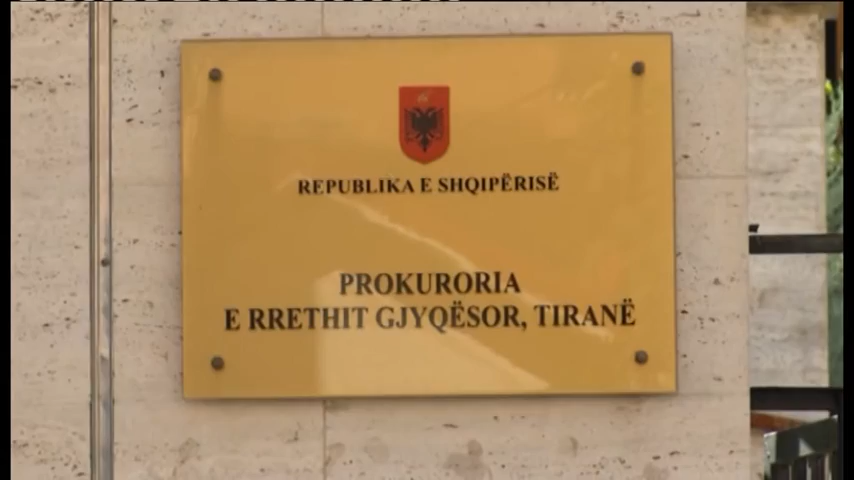 REPUBLIKA E SHQIPËRISË
PROKURORIA
E RRETHIT GJYQËSOR, TIRANË